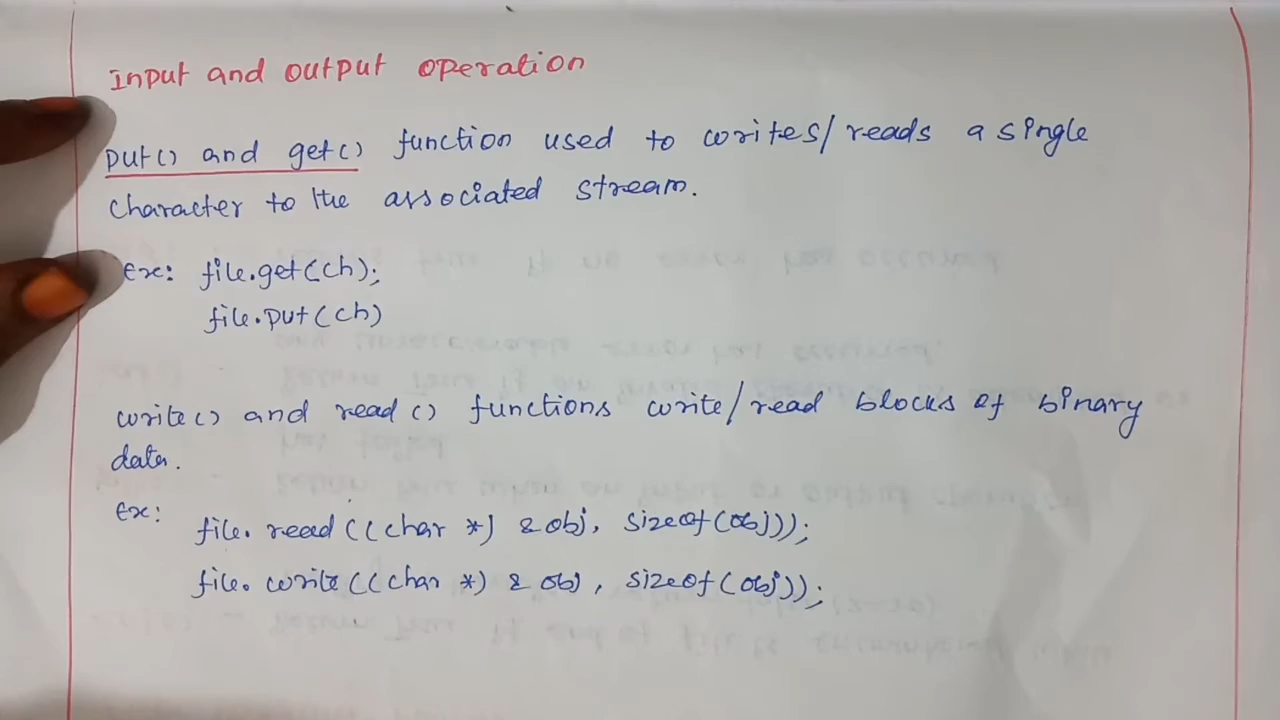 Input and output operation
put() and get() function used to writes/reads a single
character to the associated stream.
Ex: file.get(ch);
file.put(ch)
write() and read() functions write/read blocks of binary
data.
Ex:
file.read((char *) &obj, sizeof(obj));
file.write((char *) &obj, sizeof(obj));